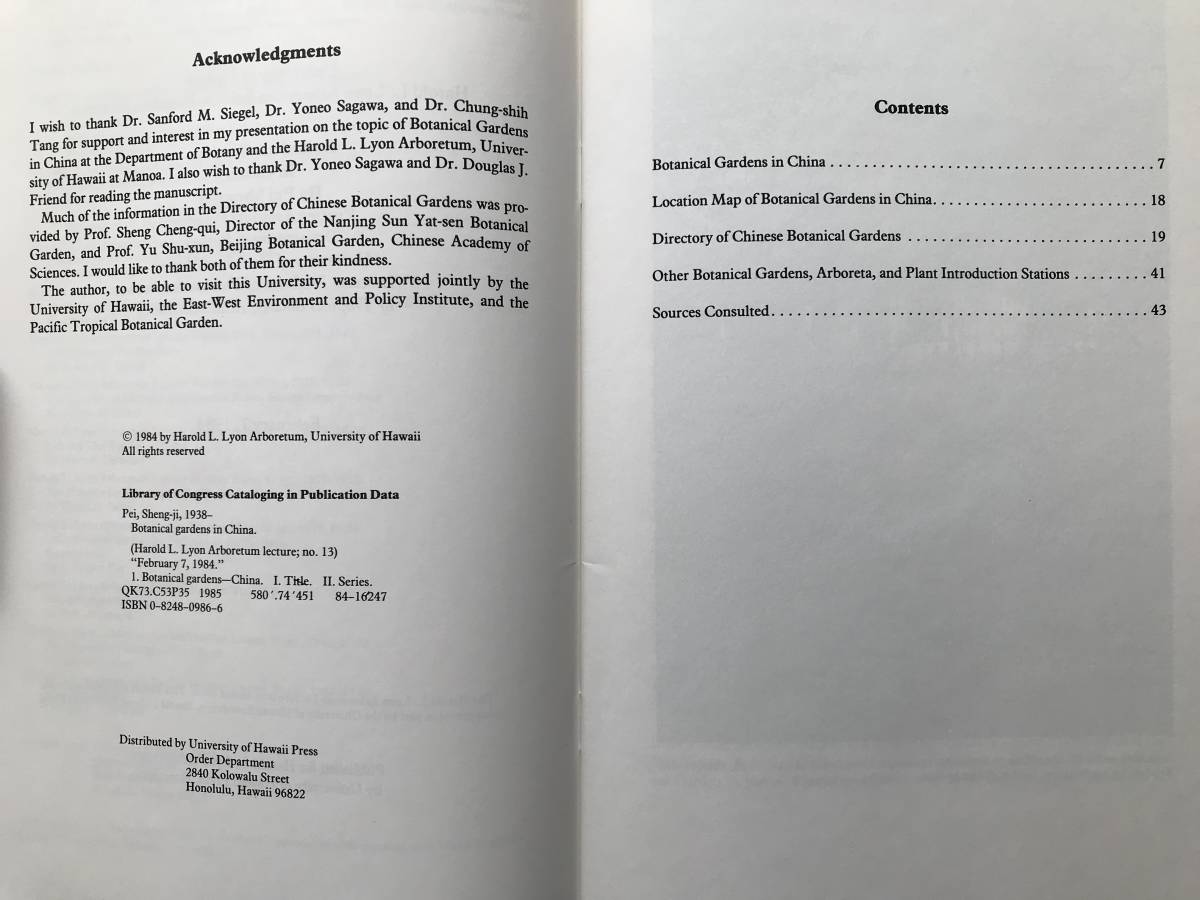 Acknowledgments
I wish to thank Dr. Sanford M. Siegel, Dr. Yoneo Sagawa, and Dr. Chung-shih
Tang for support and interest in my presentation on the topic of Botanical Gardens
in China at the Department of Botany and the Harold L. Lyon Arboretum, Univer-
sity of Hawaii at Manoa. I also wish to thank Dr. Yoneo Sagawa and Dr. Douglas J.
Friend for reading the manuscript.
Much of the information in the Directory of Chinese Botanical Gardens was pro-
vided by Prof. Sheng Cheng-qui, Director of the Nanjing Sun Yat-sen Botanical
Garden, and Prof. Yu Shu-xun, Beijing Botanical Garden, Chinese Academy of
Sciences. I would like to thank both of them for their kindness.
The author, to be able to visit this University, was supported jointly by the
University of Hawaii, the East-West Environment and Policy Institute, and the
Pacific Tropical Botanical Garden.
© 1984 by Harold L. Lyon Arboretum, University of Hawaii
All rights reserved
Library of Congress Cataloging in Publication Data
Pei, Sheng-ji, 1938–
Botanical gardens in China.
(Harold L. Lyon Arboretum lecture; no. 13)
“February 7, 1984.”
1. Botanical gardens—China. I. Title. II. Series.
QK73.C53P35 1985 580′.74′451 84–16247
ISBN 0–8248–0986–6
Distributed by University of Hawaii Press
Order Department
2840 Kolowalu Street
Honolulu, Hawaii 96822
Contents
Botanical Gardens in China . . . . . . . . . . . . . . . . . . . . . . . . . . . . . . . . . . . . . . . 7
Location Map of Botanical Gardens in China. . . . . . . . . . . . . . . . . . . . . . . . . . 18
Directory of Chinese Botanical Gardens . . . . . . . . . . . . . . . . . . . . . . . . . . . . . 19
Other Botanical Gardens, Arboreta, and Plant Introduction Stations . . . . . . . . . 41
Sources Consulted. . . . . . . . . . . . . . . . . . . . . . . . . . . . . . . . . . . . . . . . . . . . . 43